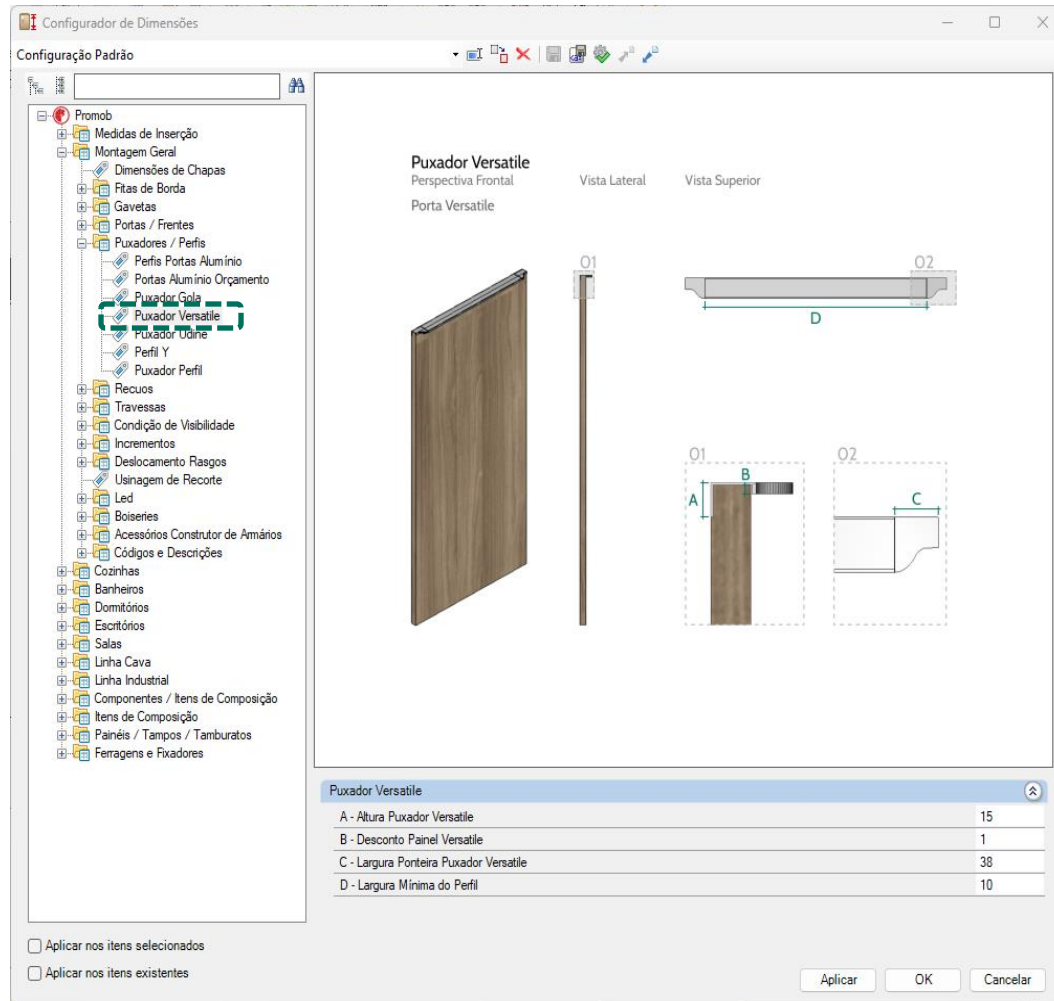 Configurador de Dimensões
Configuração Padrão
Promob
Medidas de Inserção
Montagem Geral
Dimensões de Chapas
Fitas de Borda
Gavetas
Portas / Frentes
Puxadores / Perfis
Perfis Portas Alumínio
Portas Alumínio Orçamento
Puxador Gola
Puxador Versatile
Puxador Udine
Perfil Y
Puxador Perfil
Recuos
Travessas
Condição de Visibilidade
Incrementos
Deslocamento Rasgos
Usinagem de Recorte
Led
Boiseries
Acessórios Construtor de Armários
Códigos e Descrições
Cozinhas
Banheiros
Dormitórios
Escritórios
Salas
Linha Cava
Linha Industrial
Componentes / Itens de Composição
Itens de Composição
Painéis / Tampos / Tamburatos
Ferragens e Fixadores
Aplicar nos itens selecionados
Aplicar nos itens existentes
Puxador Versatile
Perspectiva Frontal Vista Lateral Vista Superior
Porta Versatile
01 02
D
01 02
B
A C
Puxador Versatile
A - Altura Puxador Versatile 15
B - Desconto Painel Versatile 1
C - Largura Ponteira Puxador Versatile 38
D - Largura Mínima do Perfil 10
Aplicar OK Cancelar